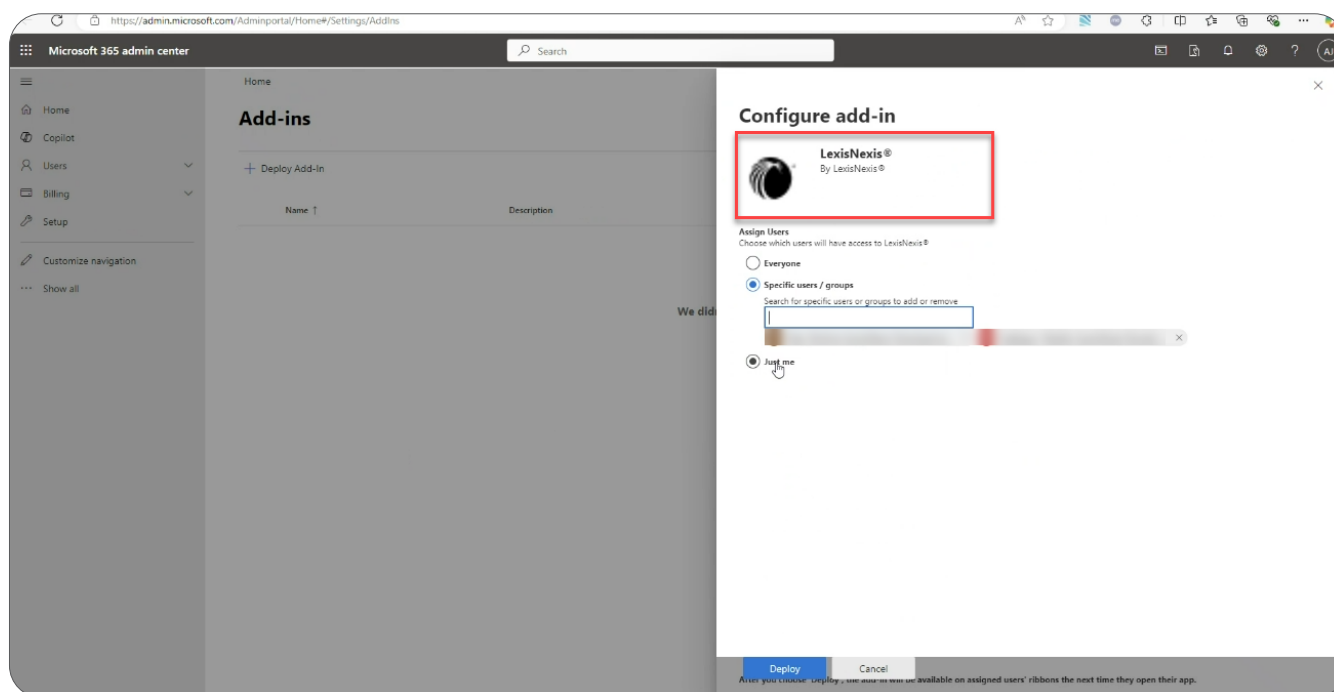 https://admin.microsoft.com/Adminportal/Home#/Settings/AddIns
Microsoft 365 admin center
Search
AJ
Home
Copilot
Users
Billing
Setup
Customize navigation
Show all
Home
Add-ins
Deploy Add-In
Name ↑
Description
We did
Configure add-in
LexisNexis®
By LexisNexis®
Assign Users
Choose which users will have access to LexisNexis®
Everyone
Specific users / groups
Search for specific users or groups to add or remove
Just me
Deploy
Cancel
After you choose 'Deploy', the add-in will be available on assigned users' ribbons the next time they open their app.